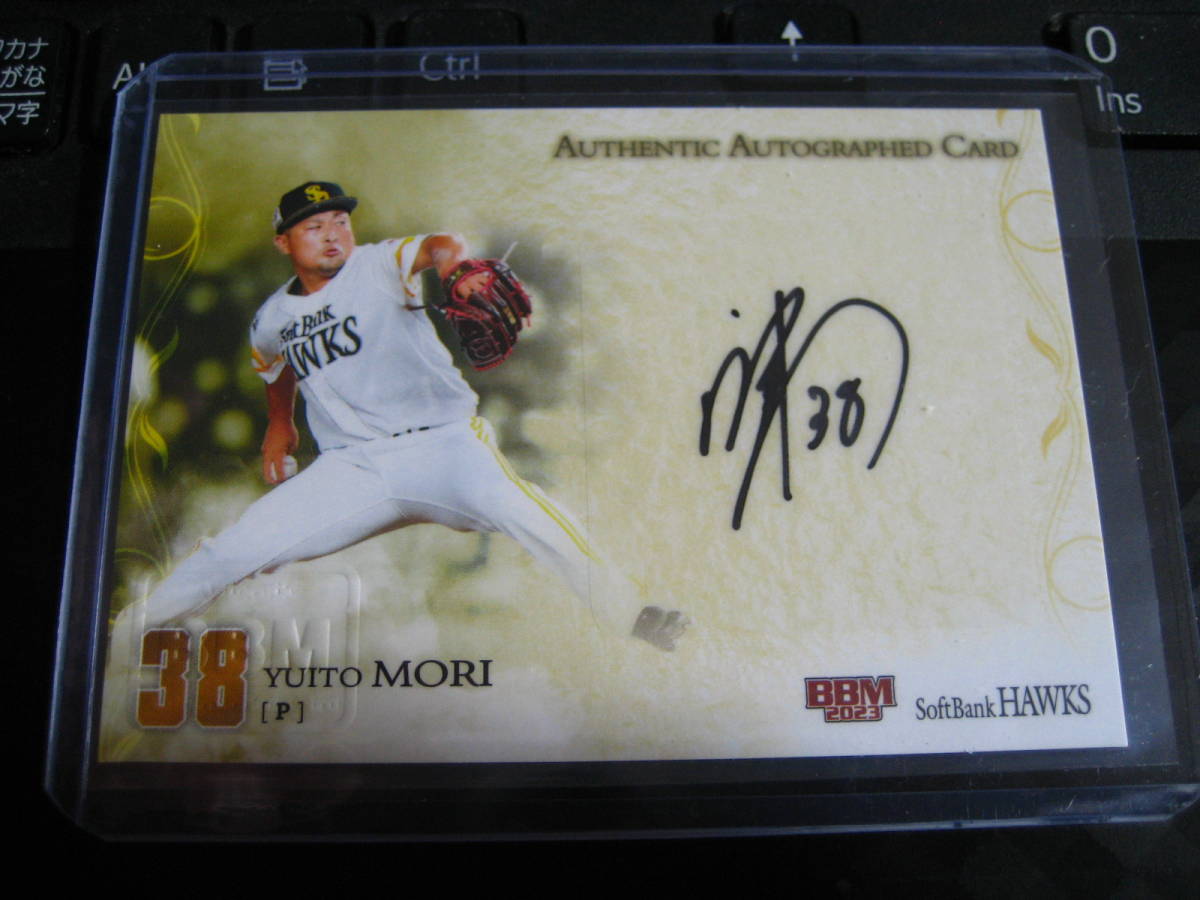 カナ
がな
マ字
Ctrl
0
Ins
AUTHENTIC AUTOGRAPHED CARD
SoftBank
HAWKS
38
38
YUITO MORI
[P]
BBM
BBM
2023
SoftBank HAWKS